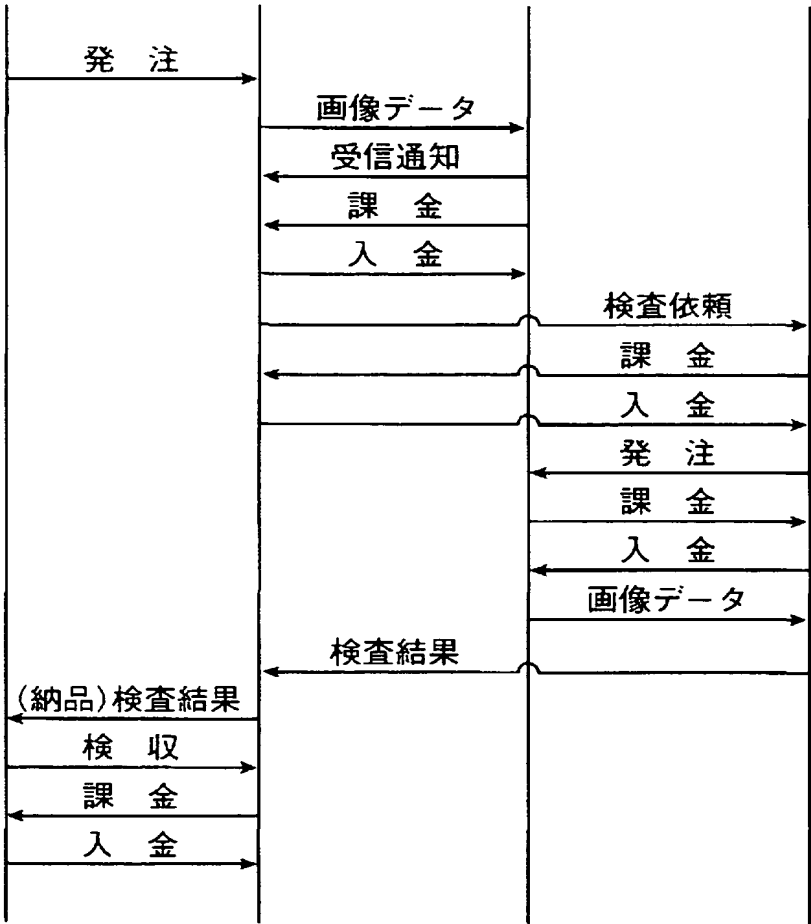 発 注
画像データ
受信通知
課 金
入 金
検査依頼
課 金
入 金
発 注
課 金
入 金
画像データ
検査結果
(納品)検査結果
検 収
課 金
入 金